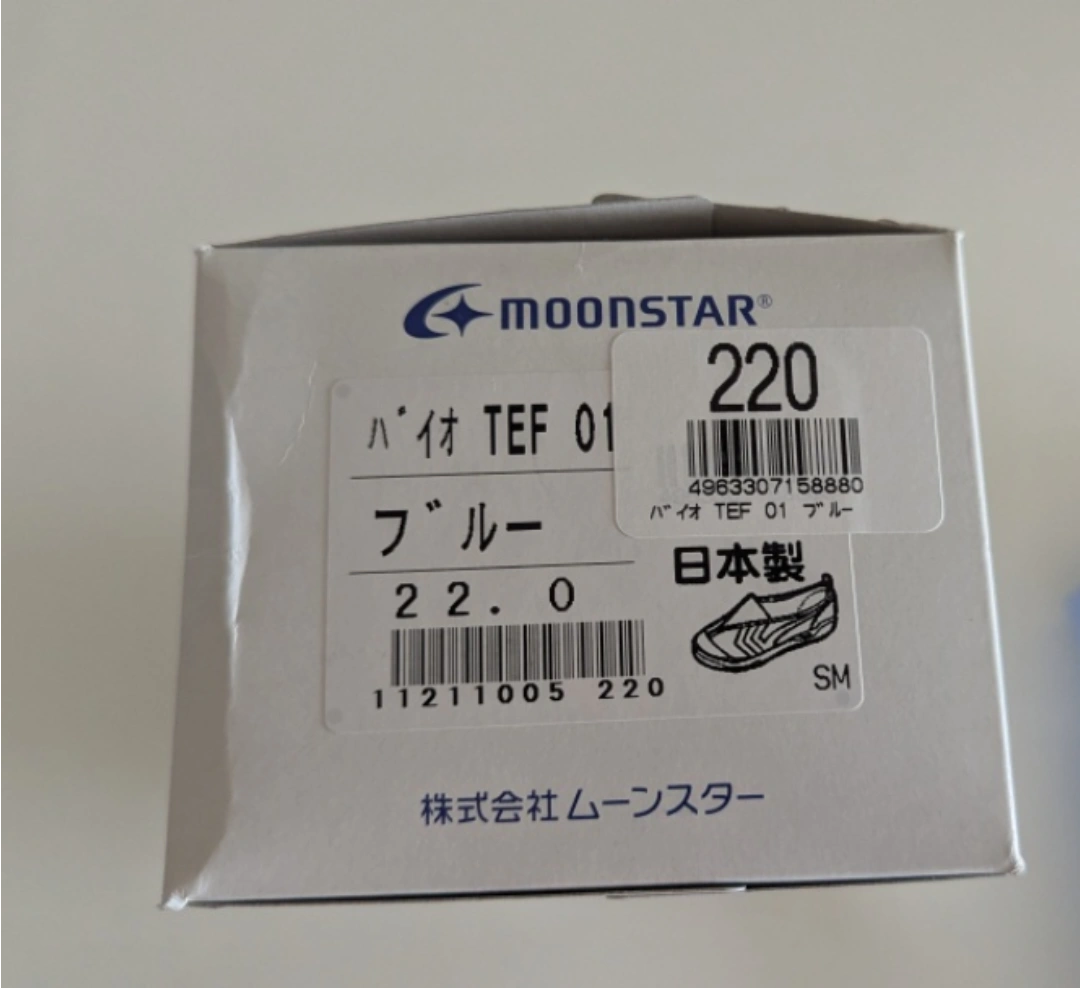 MOONSTAR®
220
4963307158880
バイオ TEF 01 ブルー
バイオ TEF 01
ブルー
22.0
11211005 220
日本製
SM
株式会社ムーンスター